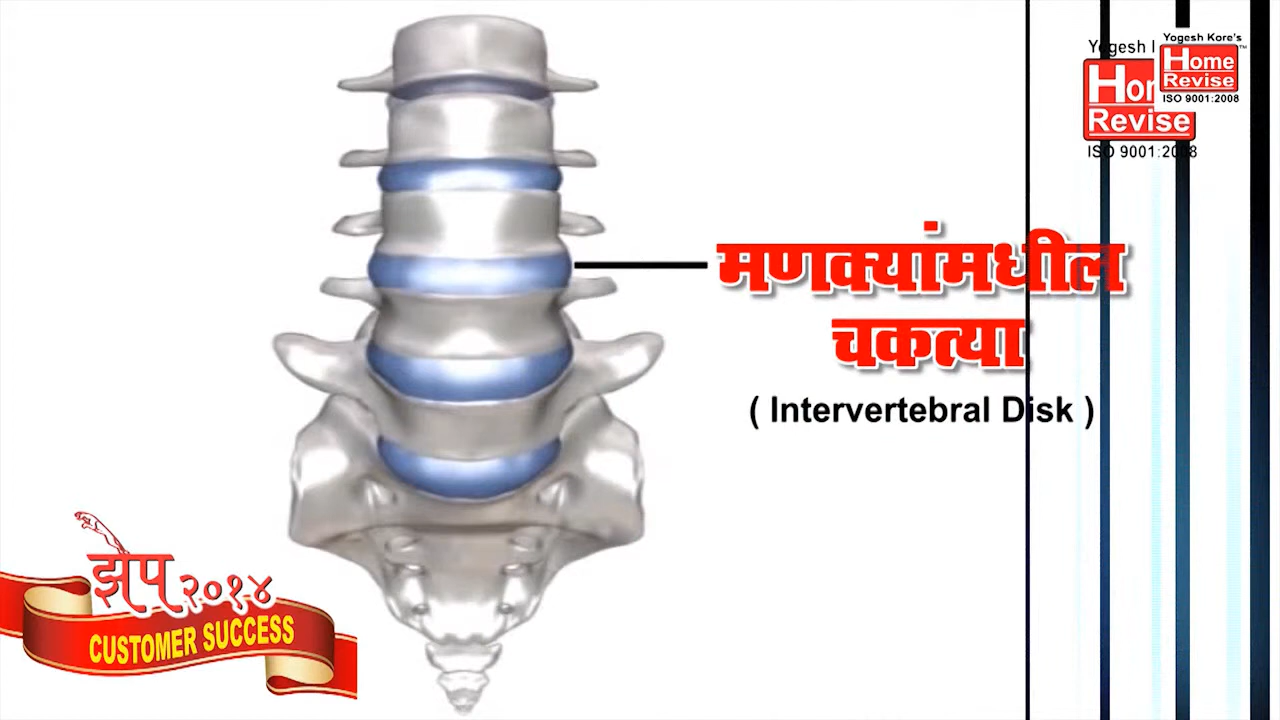 Yogesh Kore's
Home
Revise
ISO 9001:2008
Yogesh
Hom
Revise
ISO 9001:2008
मणक्यांमधील
चकत्या
( Intervertebral Disk )
झेप २०१४
CUSTOMER SUCCESS